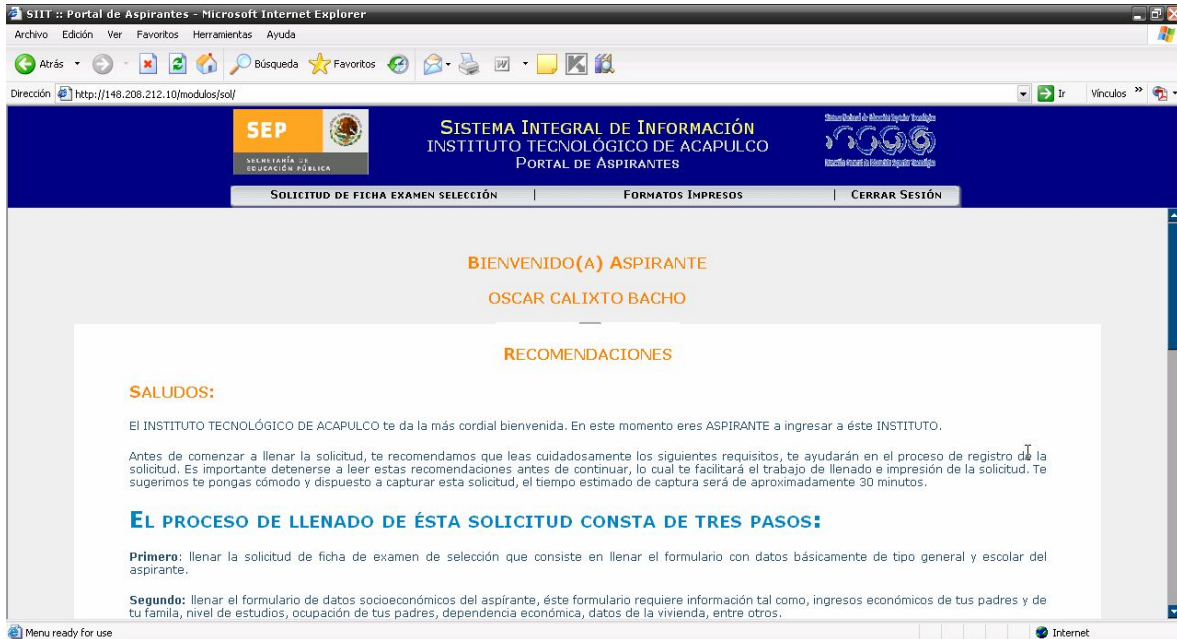 SIIT :: Portal de Aspirantes - Microsoft Internet Explorer
Archivo Edición Ver Favoritos Herramientas Ayuda
Atrás Búsqueda Favoritos
Dirección http://148.208.212.10/modulos/sol/ Ir Vínculos »
SEP
SECRETARÍA DE
EDUCACIÓN PÚBLICA
SISTEMA INTEGRAL DE INFORMACIÓN
INSTITUTO TECNOLÓGICO DE ACAPULCO
PORTAL DE ASPIRANTES
SOLICITUD DE FICHA EXAMEN SELECCIÓN | FORMATOS IMPRESOS | CERRAR SESIÓN
BIENVENIDO(A) ASPIRANTE
OSCAR CALIXTO BACHO
RECOMENDACIONES
SALUDOS:
El INSTITUTO TECNOLÓGICO DE ACAPULCO te da la más cordial bienvenida. En este momento eres ASPIRANTE a ingresar a éste INSTITUTO.
Antes de comenzar a llenar la solicitud, te recomendamos que leas cuidadosamente los siguientes requisitos, te ayudarán en el proceso de registro de la
solicitud. Es importante detenerse a leer estas recomendaciones antes de continuar, lo cual te facilitará el trabajo de llenado e impresión de la solicitud. Te
sugerimos te pongas cómodo y dispuesto a capturar esta solicitud, el tiempo estimado de captura será de aproximadamente 30 minutos.
EL PROCESO DE LLENADO DE ÉSTA SOLICITUD CONSTA DE TRES PASOS:
Primero: llenar la solicitud de ficha de examen de selección que consiste en llenar el formulario con datos básicamente de tipo general y escolar del
aspirante.
Segundo: llenar el formulario de datos socioeconómicos del aspírante, éste formulario requiere información tal como, ingresos económicos de tus padres y de
tu famila, nivel de estudios, ocupación de tus padres, dependencia económica, datos de la vivienda, entre otros.
Menu ready for use Internet